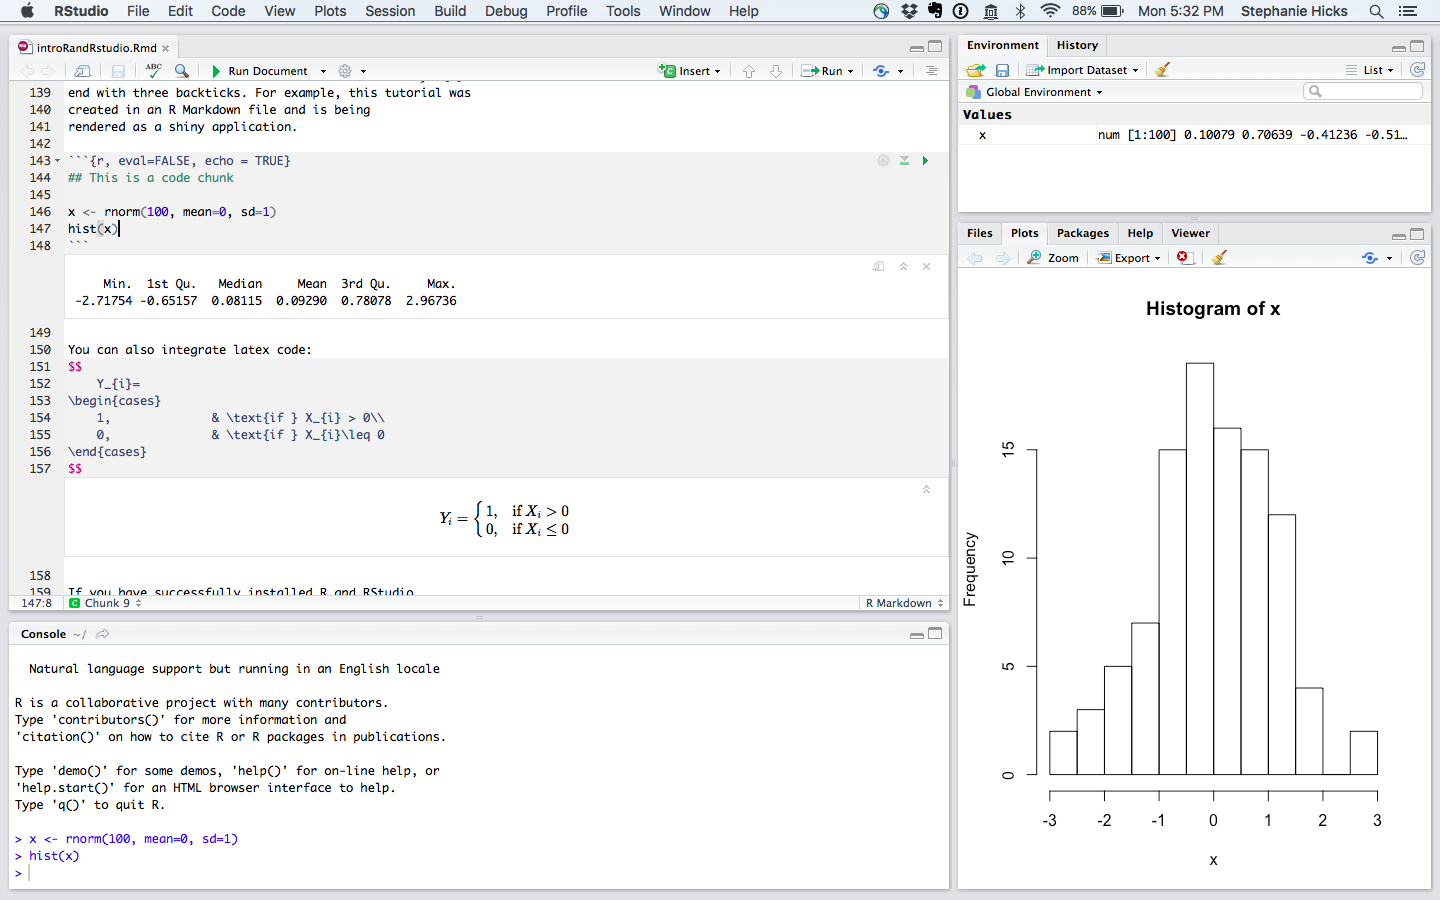 RStudio File Edit Code View Plots Session Build Debug Profile Tools Window Help 88% Mon 5:32 PM Stephanie Hicks
introRandRstudio.Rmd
ABC Run Document Insert Run
139 end with three backticks. For example, this tutorial was
140 created in an R Markdown file and is being
141 rendered as a shiny application.
142
143 ```{r, eval=FALSE, echo = TRUE}
144 ## This is a code chunk
145
146 x <- rnorm(100, mean=0, sd=1)
147 hist(x)
148 ```
Min. 1st Qu. Median Mean 3rd Qu. Max.
-2.71754 -0.65157 0.08115 0.09290 0.78078 2.96736
149
150 You can also integrate latex code:
151 $$
152 Y_{i}=
153 \begin{cases}
154 1, & \text{if } X_{i} > 0\\
155 0, & \text{if } X_{i}\leq 0
156 \end{cases}
157 $$
Y_i = { 1, if X_i > 0
0, if X_i ≤ 0
158
159 If you have successfully installed R and RStudio
147:8 C Chunk 9 R Markdown
Console ~/
Natural language support but running in an English locale
R is a collaborative project with many contributors.
Type 'contributors()' for more information and
'citation()' on how to cite R or R packages in publications.
Type 'demo()' for some demos, 'help()' for on-line help, or
'help.start()' for an HTML browser interface to help.
Type 'q()' to quit R.
> x <- rnorm(100, mean=0, sd=1)
> hist(x)
>
Environment History
Import Dataset List
Global Environment
Values
x num [1:100] 0.10079 0.70639 -0.41236 -0.51…
Files Plots Packages Help Viewer
Zoom Export
Histogram of x
Frequency
15
10
5
0
-3 -2 -1 0 1 2 3
x